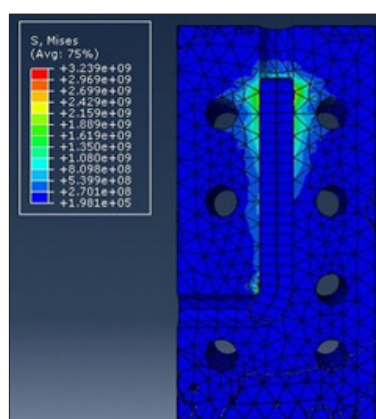 S, Mises
(Avg: 75%)
+3.239e+09
+2.969e+09
+2.699e+09
+2.429e+09
+2.159e+09
+1.889e+09
+1.619e+09
+1.350e+09
+1.080e+09
+8.098e+08
+5.399e+08
+2.701e+08
+1.981e+05